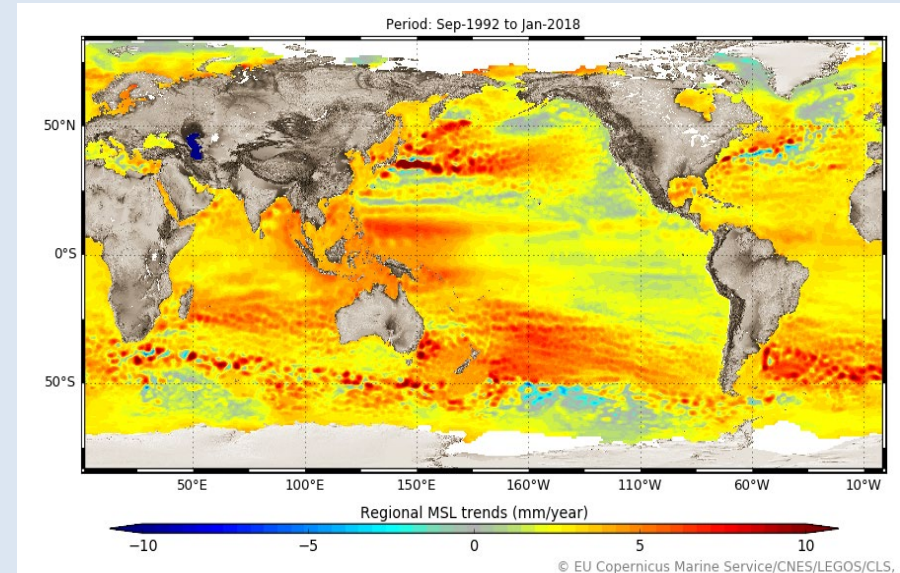 Period: Sep-1992 to Jan-2018
50°N
0°S
50°S
50°E 100°E 150°E 160°W 110°W 60°W 10°W
Regional MSL trends (mm/year)
−10 −5 0 5 10
© EU Copernicus Marine Service/CNES/LEGOS/CLS,